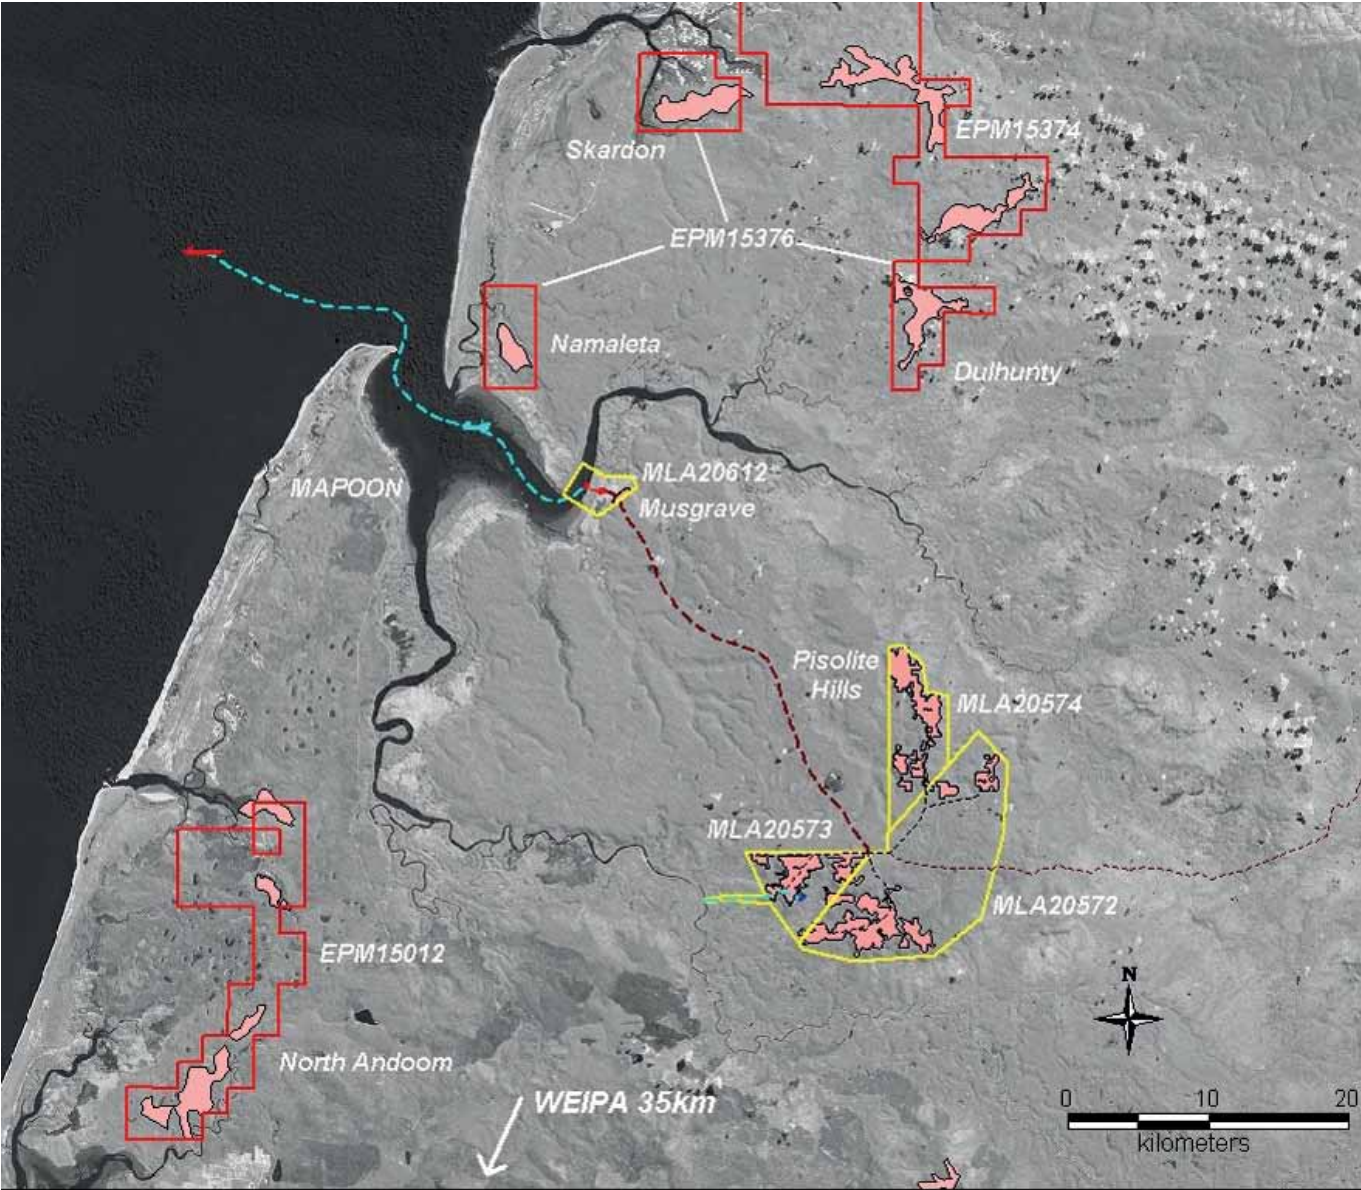 EPM15374
Skardon
EPM15376
Namaleta
Dulhunty
MLA20612
MAPOON
Musgrave
Pisolite
Hills
MLA20574
MLA20573
MLA20572
EPM15012
North Andoom
N
WEIPA 35km
0 10 20
kilometers